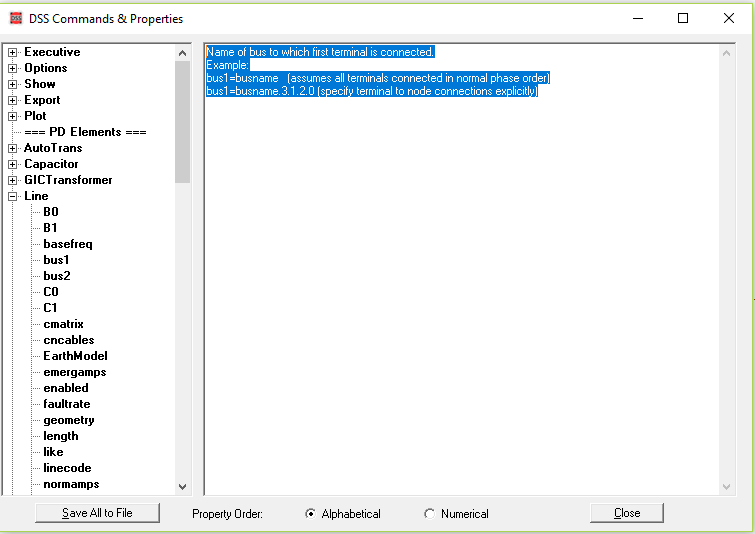 DSS Commands & Properties
Executive
Options
Show
Export
Plot
=== PD Elements ===
AutoTrans
Capacitor
GICTransformer
Line
B0
B1
basefreq
bus1
bus2
C0
C1
cmatrix
cncables
EarthModel
emergamps
enabled
faultrate
geometry
length
like
linecode
normamps
Name of bus to which first terminal is connected.
Example:
bus1=busname   (assumes all terminals connected in normal phase order)
bus1=busname.3.1.2.0 (specify terminal to node connections explicitly)
Save All to File
Property Order:
Alphabetical
Numerical
Close